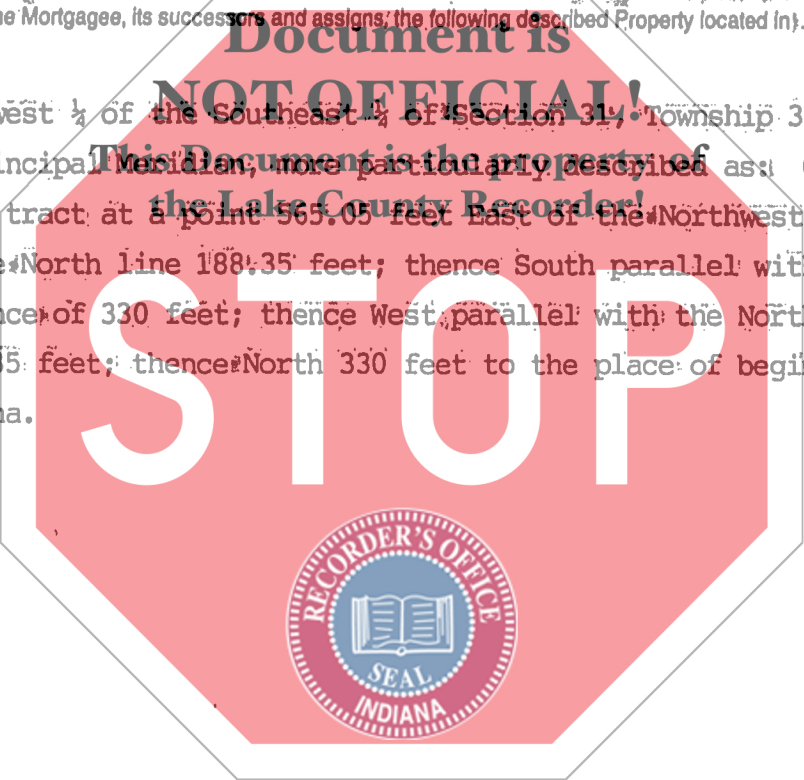 he Mortgagee, its successors and assigns, the following described Property located in
Document is
NOT OFFICIAL!
west ¼ of the Southeast ¼ of Section 31, Township 3
This Document is the property of
incipal Meridian, more particularly described as:
the Lake County Recorder!
tract at a point 565.05 feet East of the Northwest
North line 188.35 feet; thence South parallel wit
nce of 330 feet; thence West parallel with the Nort
35 feet; thence North 330 feet to the place of begi
na.
STOP
RECORDER'S OFFICE
SEAL
INDIANA